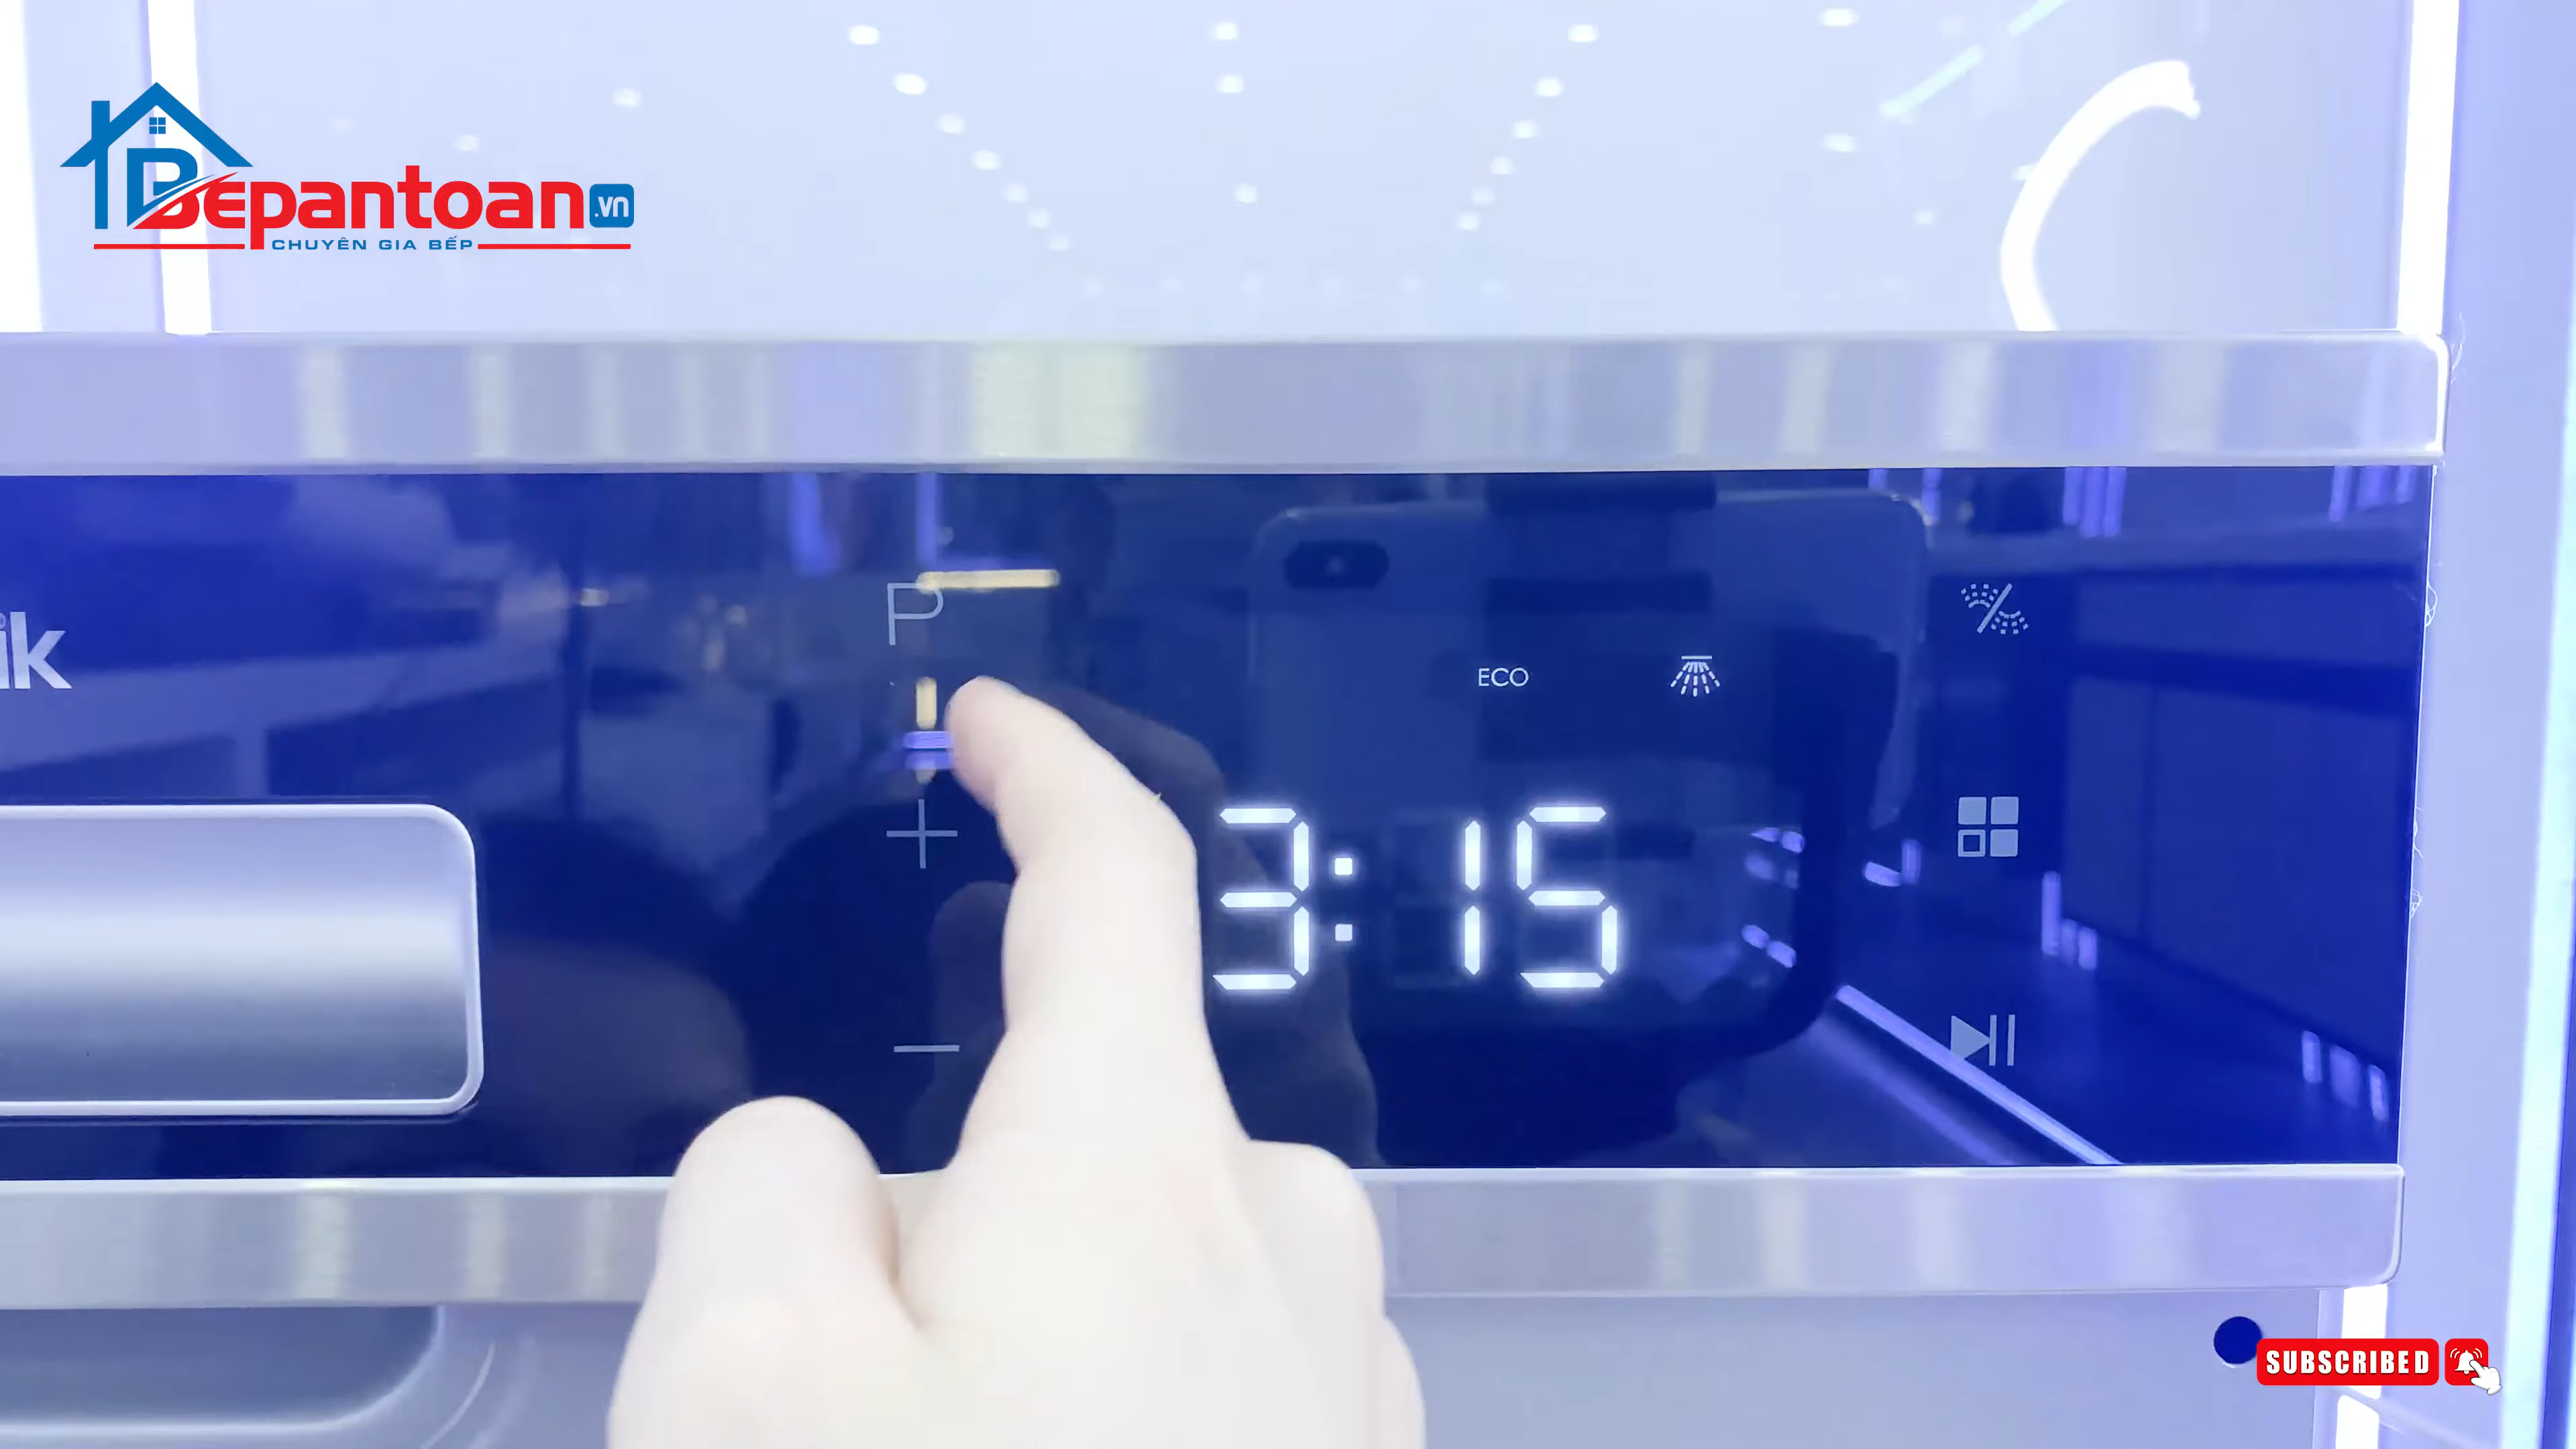 Bepantoan.vn
CHUYÊN GIA BẾP
ik
P
ECO
3:15
SUBSCRIBED